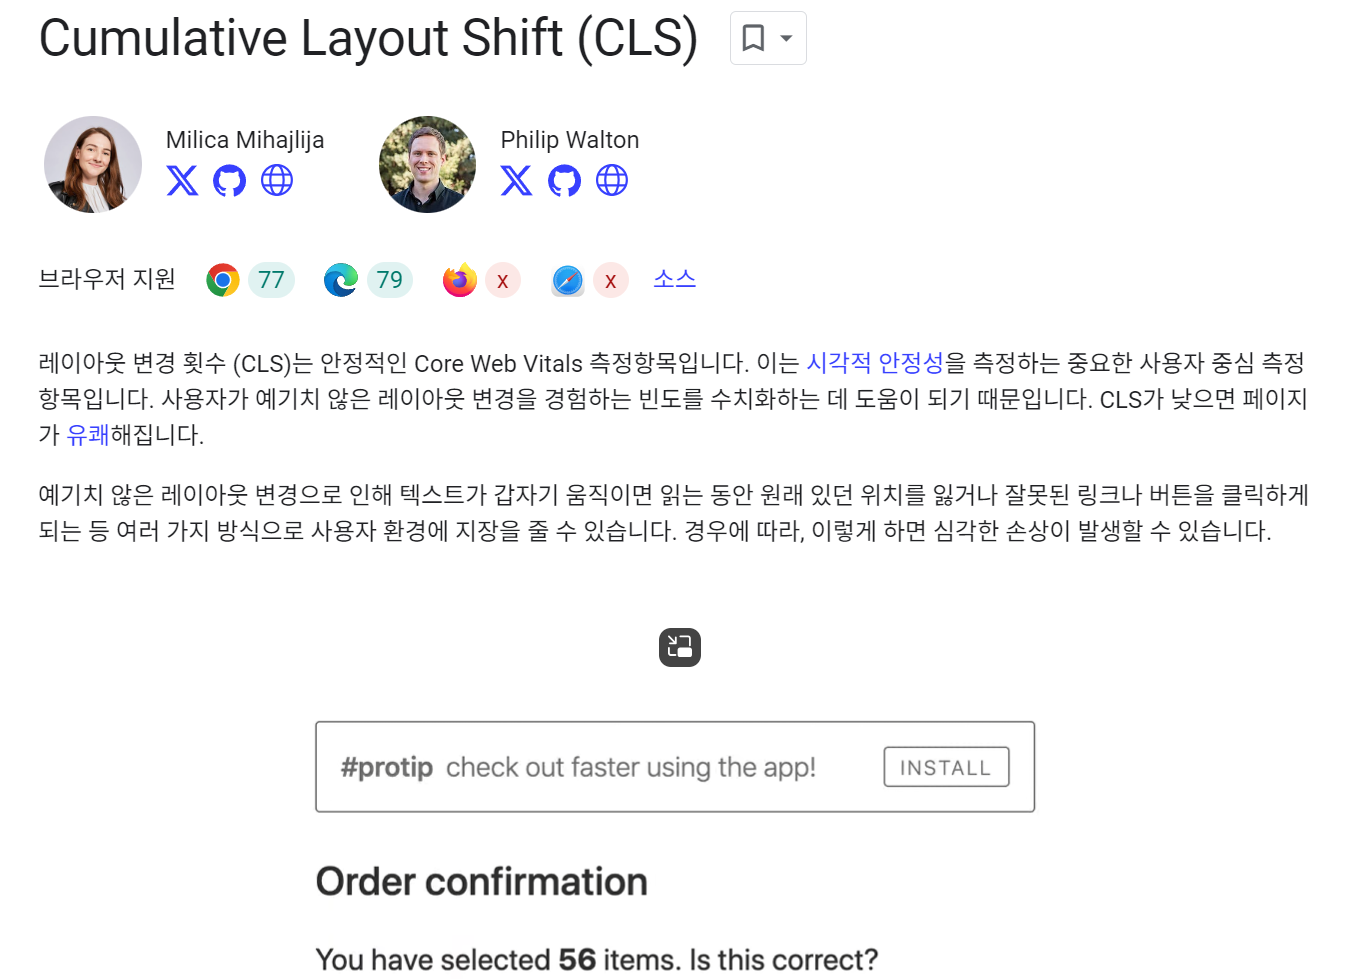 Cumulative Layout Shift (CLS)
Milica Mihajlija
Philip Walton
브라우저 지원 77 79 x x 소스
레이아웃 변경 횟수 (CLS)는 안정적인 Core Web Vitals 측정항목입니다. 이는 시각적 안정성을 측정하는 중요한 사용자 중심 측정
항목입니다. 사용자가 예기치 않은 레이아웃 변경을 경험하는 빈도를 수치화하는 데 도움이 되기 때문입니다. CLS가 낮으면 페이지
가 유쾌해집니다.
예기치 않은 레이아웃 변경으로 인해 텍스트가 갑자기 움직이면 읽는 동안 원래 있던 위치를 잃거나 잘못된 링크나 버튼을 클릭하게
되는 등 여러 가지 방식으로 사용자 환경에 지장을 줄 수 있습니다. 경우에 따라, 이렇게 하면 심각한 손상이 발생할 수 있습니다.
#protip check out faster using the app! INSTALL
Order confirmation
You have selected 56 items. Is this correct?